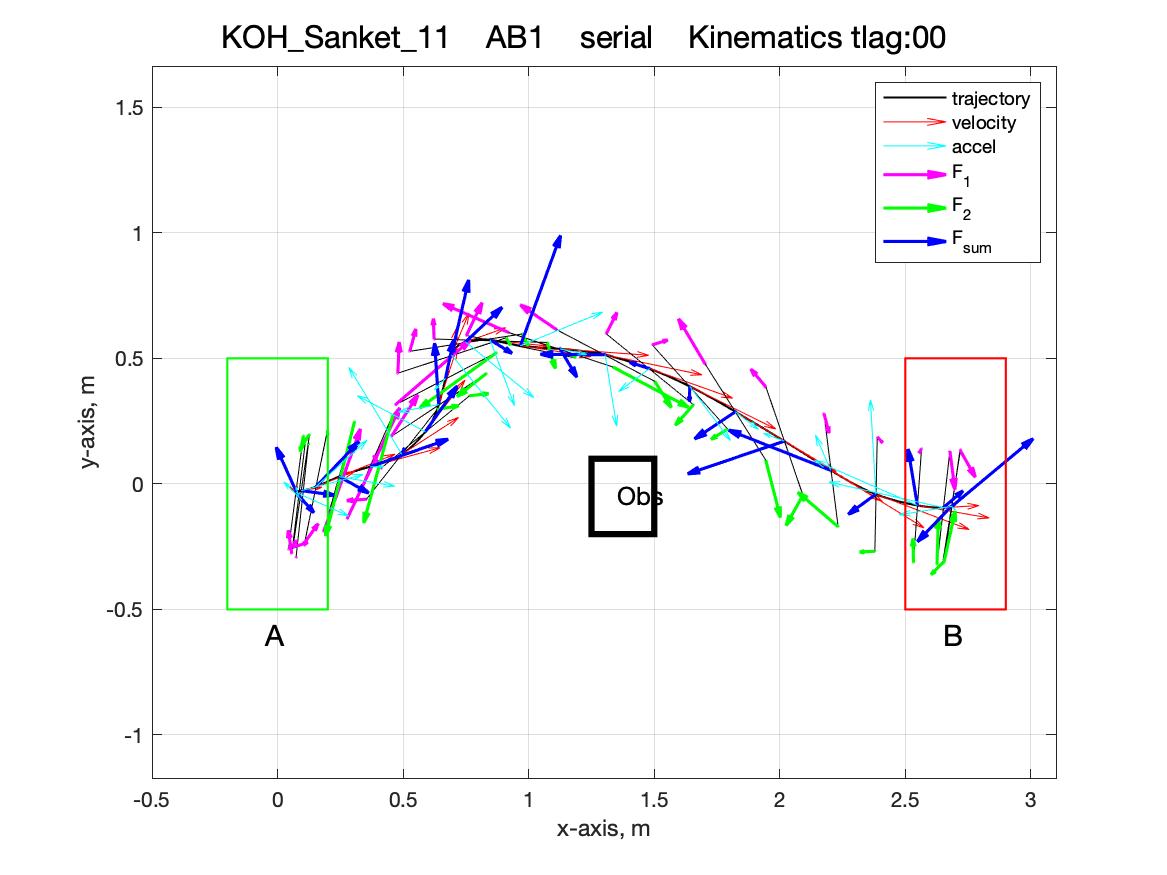 KOH_Sanket_11 AB1 serial Kinematics tlag:00
trajectory
velocity
accel
F1
F2
Fsum
1.5
1
0.5
0
-0.5
-1
y-axis, m
Obs
A
B
-0.5 0 0.5 1 1.5 2 2.5 3
x-axis, m